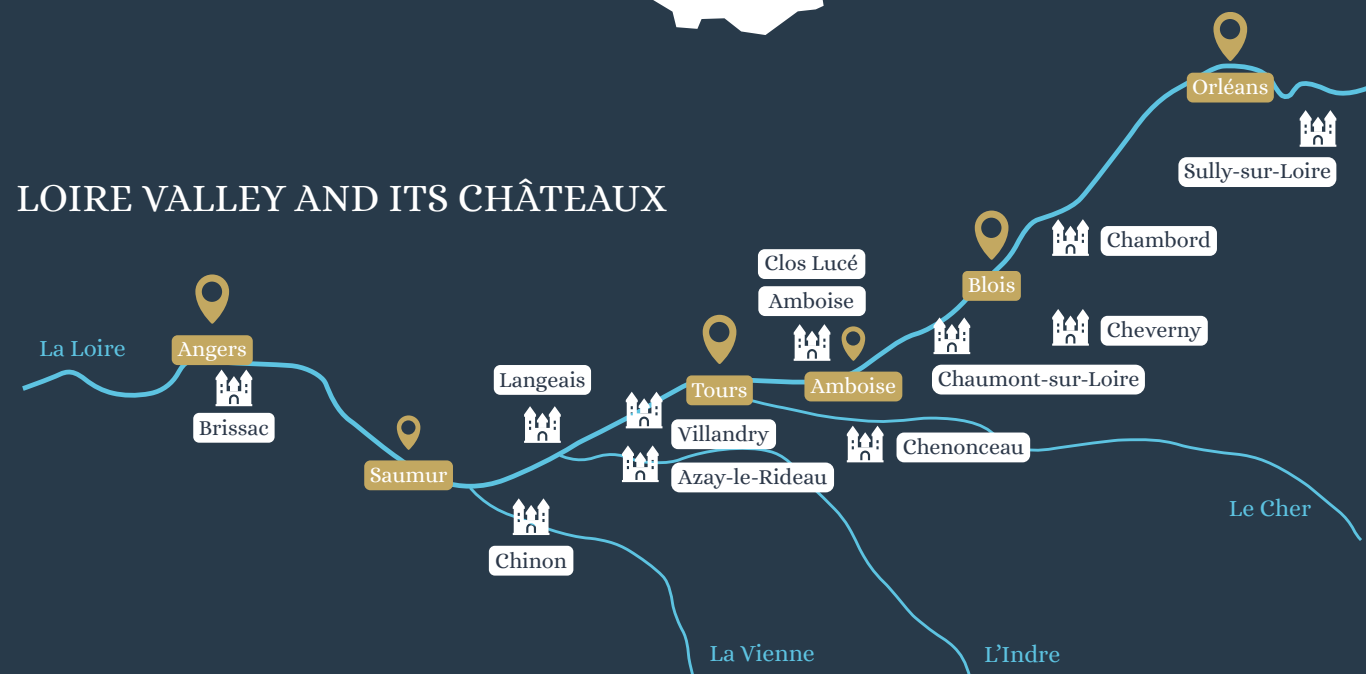 Orléans
Sully-sur-Loire
LOIRE VALLEY AND ITS CHÂTEAUX
Chambord
Clos Lucé
Blois
Amboise
Cheverny
La Loire
Angers
Langeais
Tours
Amboise
Chaumont-sur-Loire
Brissac
Villandry
Chenonceau
Saumur
Azay-le-Rideau
Le Cher
Chinon
La Vienne
L’Indre